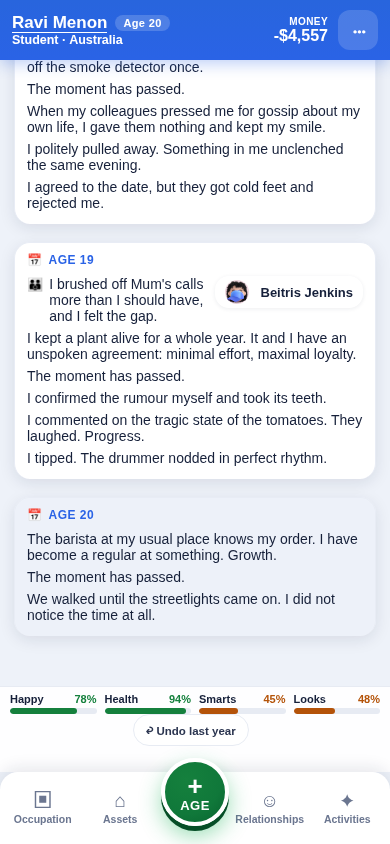 Ravi Menon Age 20
Student · Australia
MONEY
-$4,557
off the smoke detector once.
The moment has passed.
When my colleagues pressed me for gossip about my
own life, I gave them nothing and kept my smile.
I politely pulled away. Something in me unclenched
the same evening.
I agreed to the date, but they got cold feet and
rejected me.
AGE 19
I brushed off Mum's calls
more than I should have,
and I felt the gap.
Beitris Jenkins
I kept a plant alive for a whole year. It and I have an
unspoken agreement: minimal effort, maximal loyalty.
The moment has passed.
I confirmed the rumour myself and took its teeth.
I commented on the tragic state of the tomatoes. They
laughed. Progress.
I tipped. The drummer nodded in perfect rhythm.
AGE 20
The barista at my usual place knows my order. I have
become a regular at something. Growth.
The moment has passed.
We walked until the streetlights came on. I did not
notice the time at all.
Happy 78% Health 94% Smarts 45% Looks 48%
Undo last year
+
AGE
Occupation Assets Relationships Activities